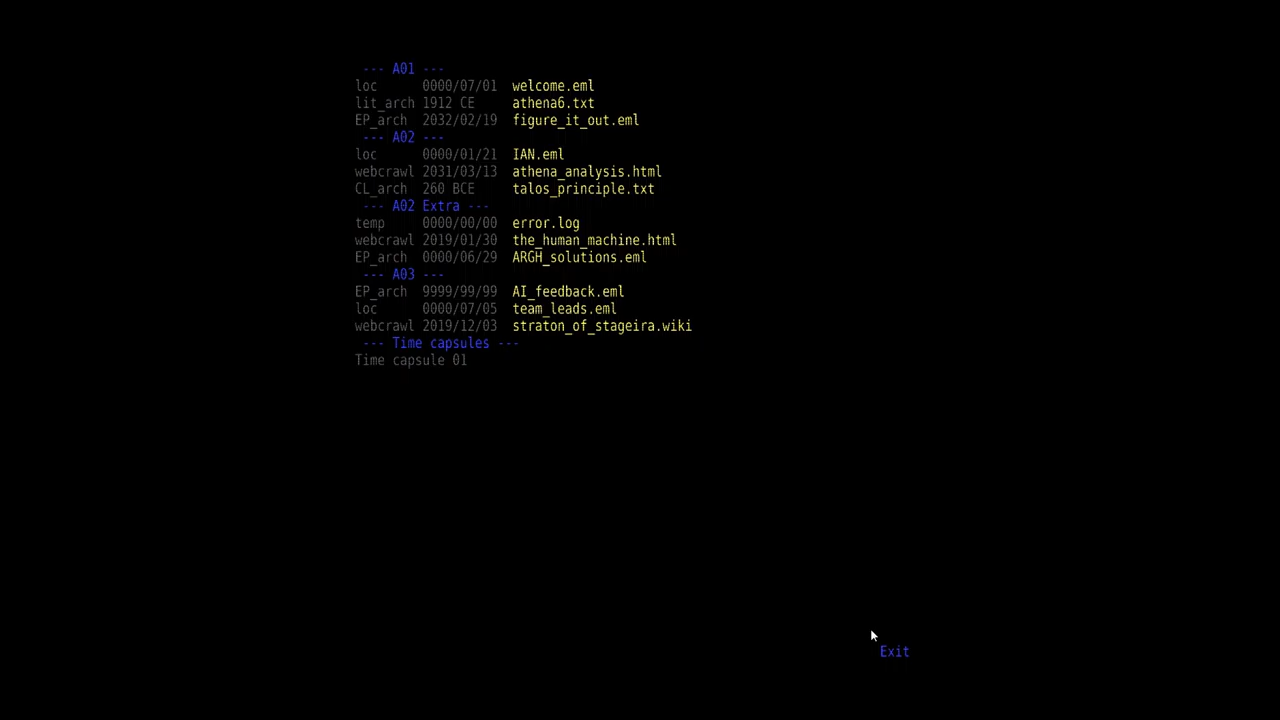 --- A01 ---
loc 0000/07/01 welcome.eml
lit_arch 1912 CE athena6.txt
EP_arch 2032/02/19 figure_it_out.eml
--- A02 ---
loc 0000/01/21 IAN.eml
webcrawl 2031/03/13 athena_analysis.html
CL_arch 260 BCE talos_principle.txt
--- A02 Extra ---
temp 0000/00/00 error.log
webcrawl 2019/01/30 the_human_machine.html
EP_arch 0000/06/29 ARGH_solutions.eml
--- A03 ---
EP_arch 9999/99/99 AI_feedback.eml
loc 0000/07/05 team_leads.eml
webcrawl 2019/12/03 straton_of_stageira.wiki
--- Time capsules ---
Time capsule 01
Exit